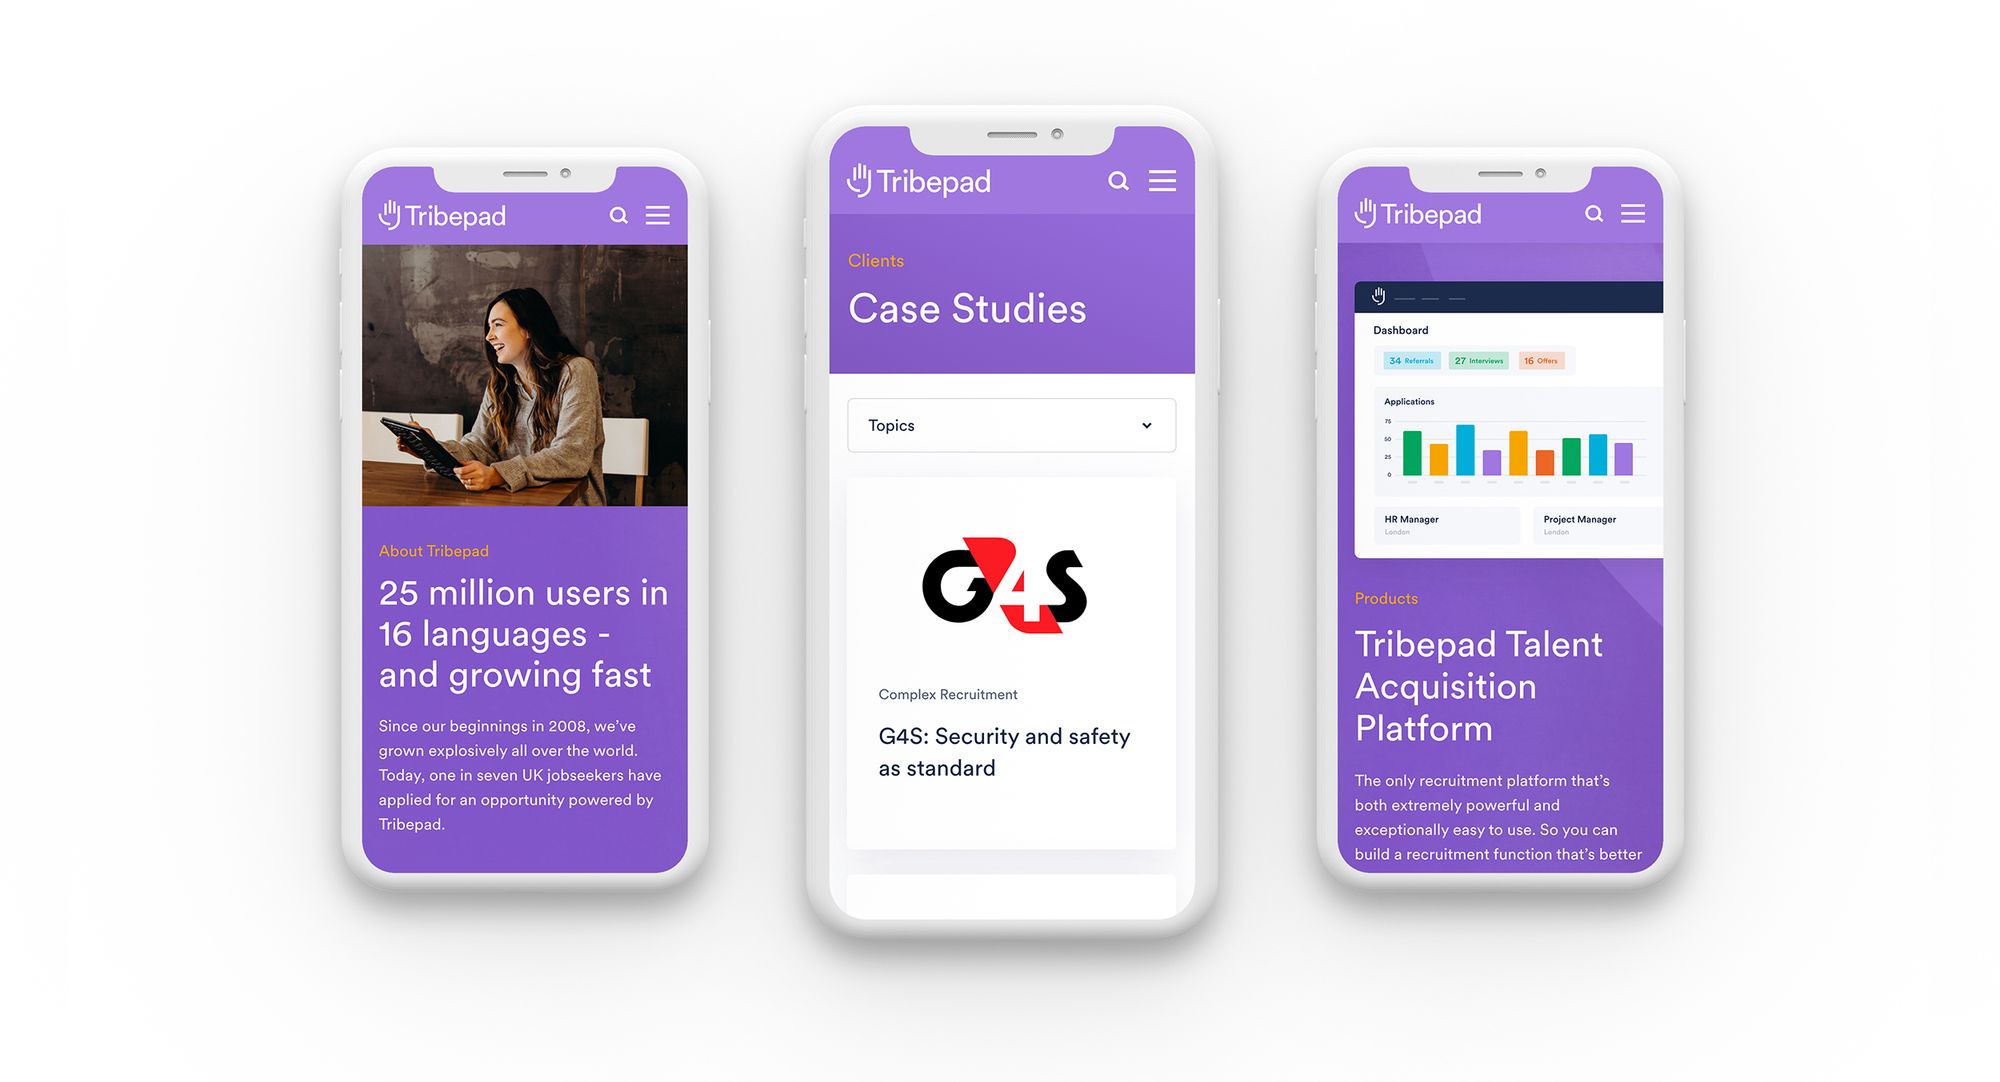 Tribepad
About Tribepad
25 million users in
16 languages -
and growing fast
Since our beginnings in 2008, we've
grown explosively all over the world.
Today, one in seven UK jobseekers have
applied for an opportunity powered by
Tribepad.
Tribepad
Clients
Case Studies
Topics
G4S
Complex Recruitment
G4S: Security and safety
as standard
Tribepad
Dashboard
34 Referrals 27 Interviews 16 Offers
Applications
75
50
25
0
HR Manager Project Manager
London London
Products
Tribepad Talent
Acquisition
Platform
The only recruitment platform that's
both extremely powerful and
exceptionally easy to use. So you can
build a recruitment function that's better